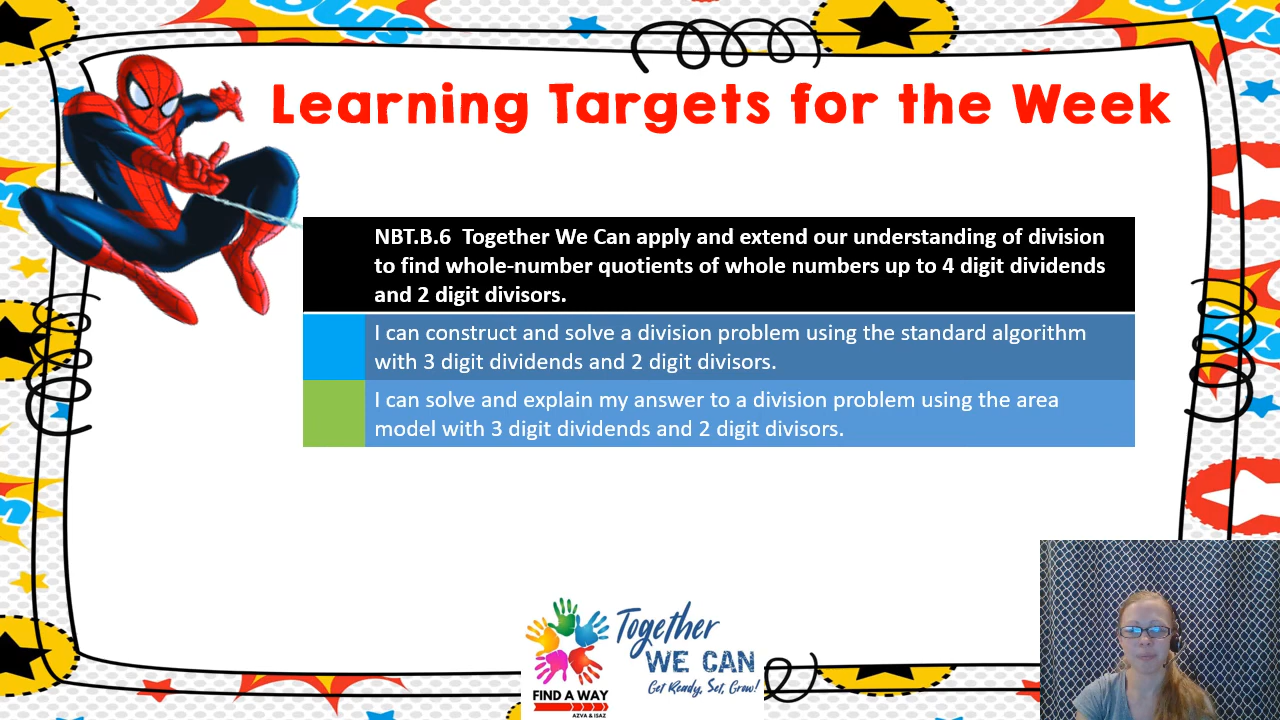 Learning Targets for the Week
NBT.B.6  Together We Can apply and extend our understanding of division
to find whole-number quotients of whole numbers up to 4 digit dividends
and 2 digit divisors.
I can construct and solve a division problem using the standard algorithm
with 3 digit dividends and 2 digit divisors.
I can solve and explain my answer to a division problem using the area
model with 3 digit dividends and 2 digit divisors.
Together
WE CAN
Get Ready, Set, Grow!
FIND A WAY
AZVA & ISAZ